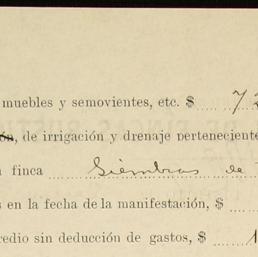 muebles y semovientes, etc. $ 72
de irrigación y drenaje perteneciente
finca Siembras de
s en la fecha de la manifestación, $
redio sin deducción de gastos, $ 1